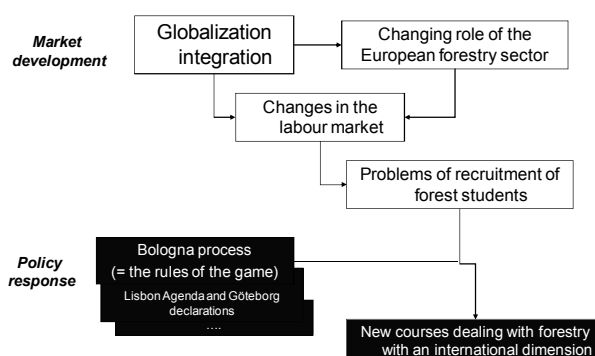 Market
development
Globalization
integration
Changing role of the
European forestry sector
Changes in the
labour market
Problems of recruitment of
forest students
Policy
response
Bologna process
(= the rules of the game)
Lisbon Agenda and Göteborg
declarations
....
New courses dealing with forestry
with an international dimension